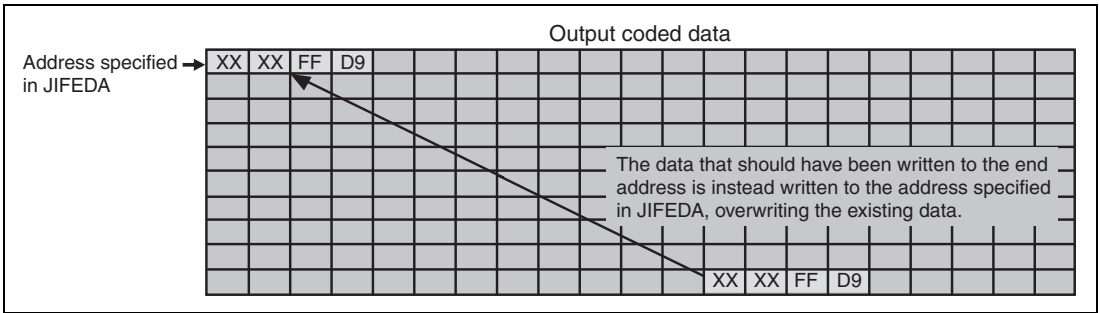 Output coded data
Address specified
in JIFEDA
XX XX FF D9
The data that should have been written to the end
address is instead written to the address specified
in JIFEDA, overwriting the existing data.
XX XX FF D9